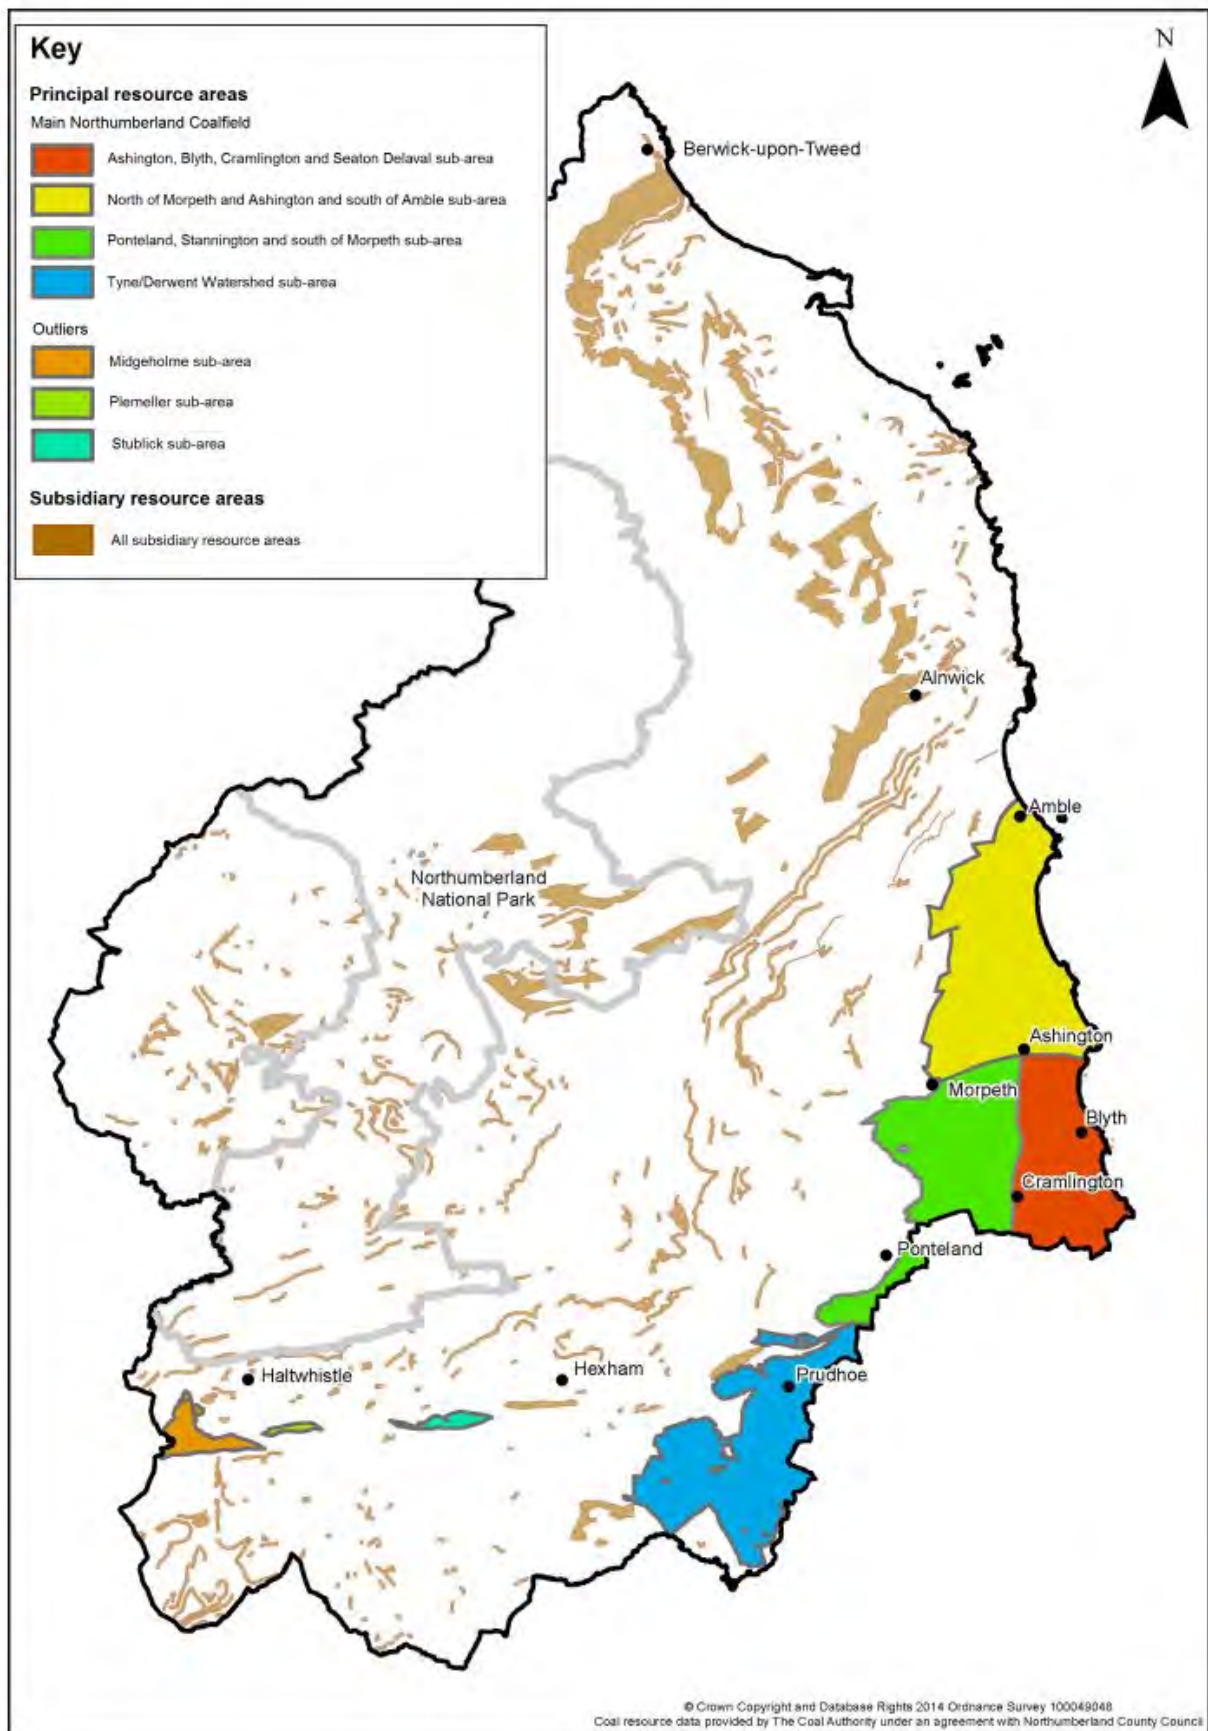 Key
Principal resource areas
Main Northumberland Coalfield
Ashington, Blyth, Cramlington and Seaton Delaval sub-area
North of Morpeth and Ashington and south of Amble sub-area
Ponteland, Stannington and south of Morpeth sub-area
Tyne/Derwent Watershed sub-area
Outliers
Midgeholme sub-area
Plemeller sub-area
Stublick sub-area
Subsidiary resource areas
All subsidiary resource areas
N
Berwick-upon-Tweed
Alnwick
Amble
Northumberland
National Park
Ashington
Morpeth
Blyth
Cramlington
Ponteland
Haltwhistle
Hexham
Prudhoe
© Crown Copyright and Database Rights 2014 Ordnance Survey 100049048
Coal resource data provided by The Coal Authority under an agreement with Northumberland County Council